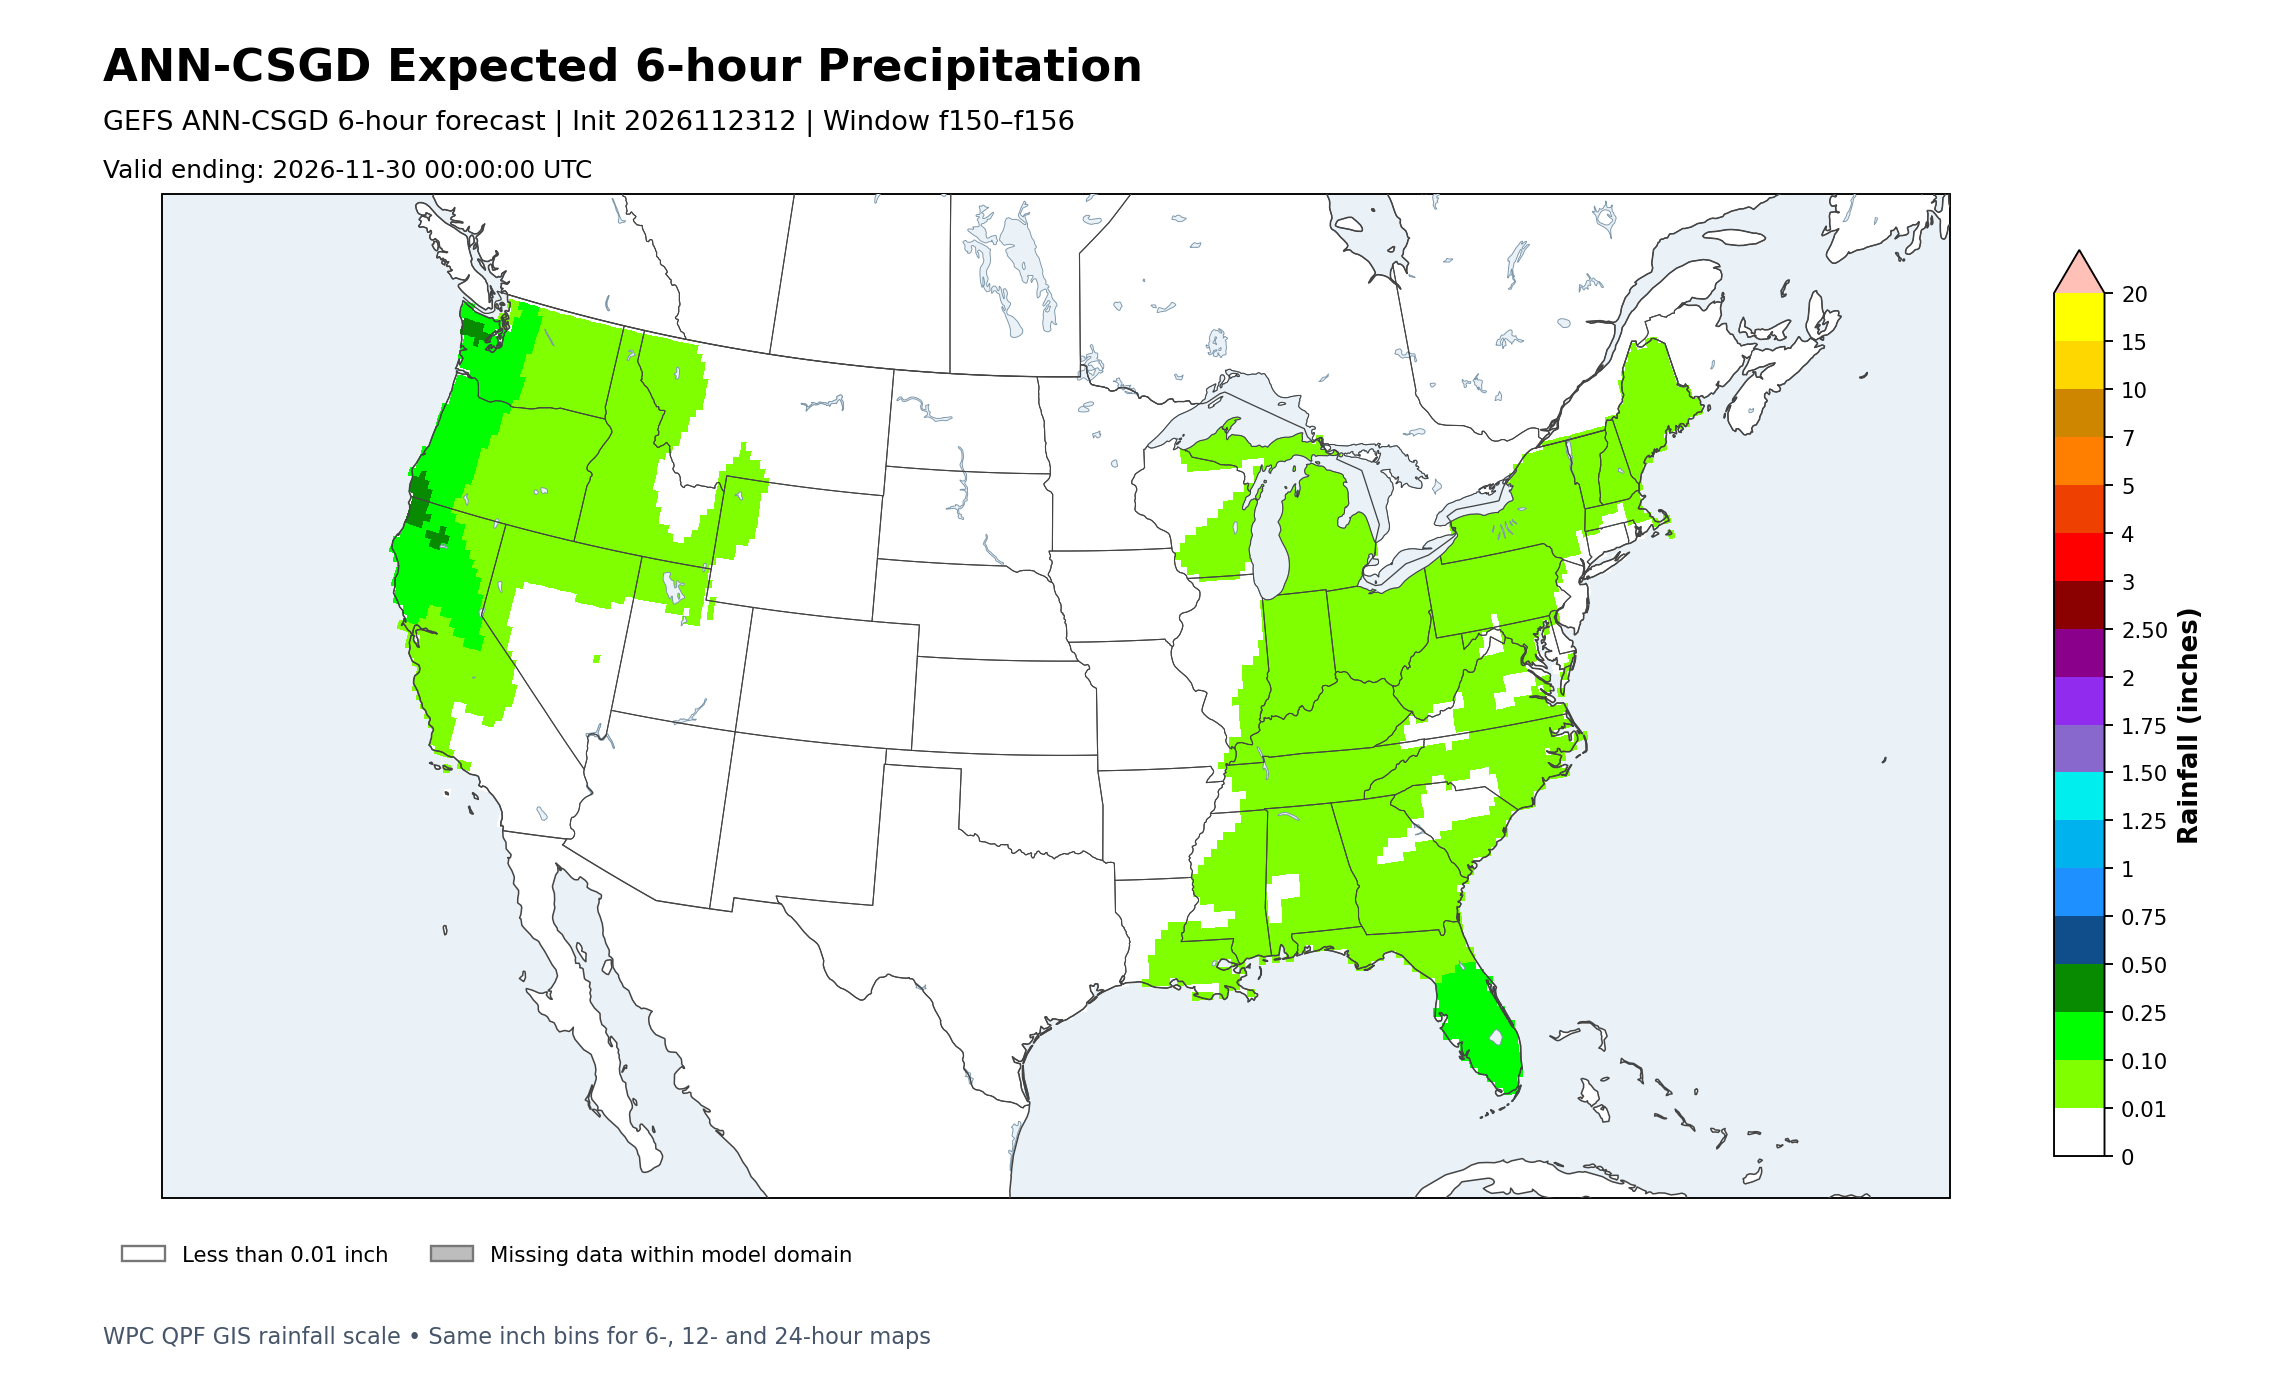 ANN-CSGD Expected 6-hour Precipitation
GEFS ANN-CSGD 6-hour forecast | Init 2026112312 | Window f150–f156
Valid ending: 2026-11-30 00:00:00 UTC
20
15
10
7
5
4
3
2.50
2
1.75
1.50
1.25
1
0.75
0.50
0.25
0.10
0.01
0
Rainfall (inches)
Less than 0.01 inch
Missing data within model domain
WPC QPF GIS rainfall scale • Same inch bins for 6-, 12- and 24-hour maps